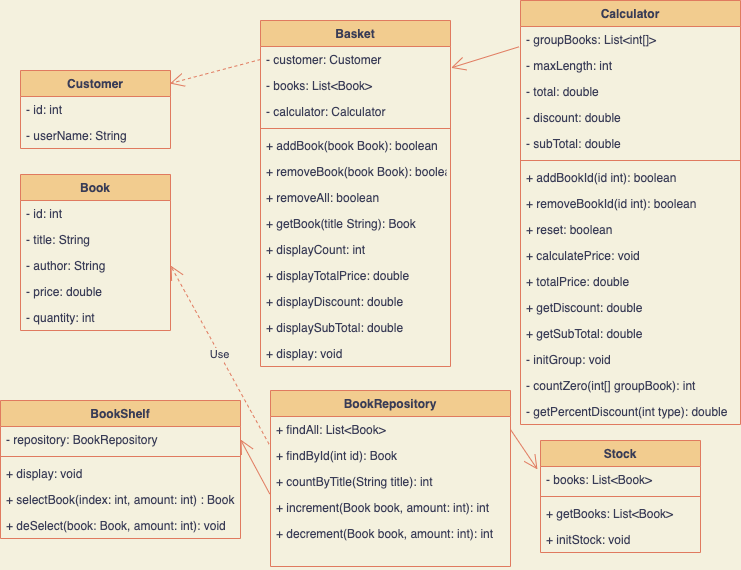 Customer
- id: int
- userName: String
Book
- id: int
- title: String
- author: String
- price: double
- quantity: int
Basket
- customer: Customer
- books: List<Book>
- calculator: Calculator
+ addBook(book Book): boolean
+ removeBook(book Book): boolea
+ removeAll: boolean
+ getBook(title String): Book
+ displayCount: int
+ displayTotalPrice: double
+ displayDiscount: double
+ displaySubTotal: double
+ display: void
Calculator
- groupBooks: List<int[]>
- maxLength: int
- total: double
- discount: double
- subTotal: double
+ addBookId(id int): boolean
+ removeBookId(id int): boolean
+ reset: boolean
+ calculatePrice: void
+ totalPrice: double
+ getDiscount: double
+ getSubTotal: double
- initGroup: void
- countZero(int[] groupBook): int
- getPercentDiscount(int type): double
Use
BookShelf
- repository: BookRepository
+ display: void
+ selectBook(index: int, amount: int) : Book
+ deSelect(book: Book, amount: int): void
BookRepository
+ findAll: List<Book>
+ findById(int id): Book
+ countByTitle(String title): int
+ increment(Book book, amount: int): int
+ decrement(Book book, amount: int): int
Stock
- books: List<Book>
+ getBooks: List<Book>
+ initStock: void